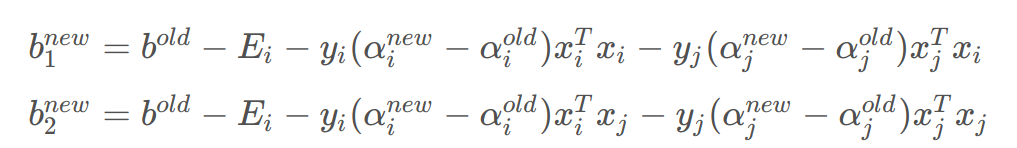 b_1^{new} = b^{old} − E_i − y_i(α_i^{new} − α_i^{old})x_i^T x_i − y_j(α_j^{new} − α_j^{old})x_j^T x_i
b_2^{new} = b^{old} − E_i − y_i(α_i^{new} − α_i^{old})x_i^T x_j − y_j(α_j^{new} − α_j^{old})x_j^T x_j